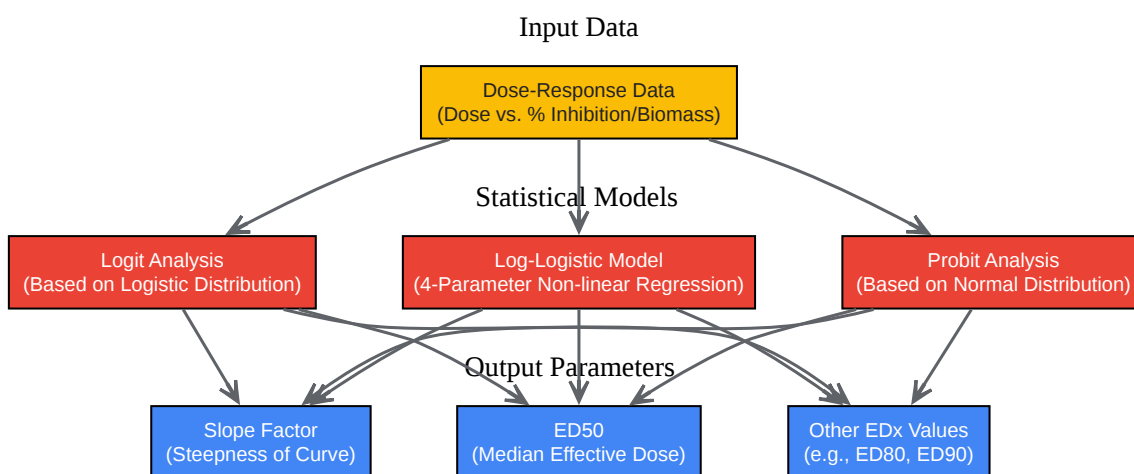 Input Data
Dose-Response Data
(Dose vs. % Inhibition/Biomass)
Statistical Models
Logit Analysis
(Based on Logistic Distribution)
Log-Logistic Model
(4-Parameter Non-linear Regression)
Probit Analysis
(Based on Normal Distribution)
Output Parameters
Slope Factor
(Steepness of Curve)
ED50
(Median Effective Dose)
Other EDx Values
(e.g., ED80, ED90)